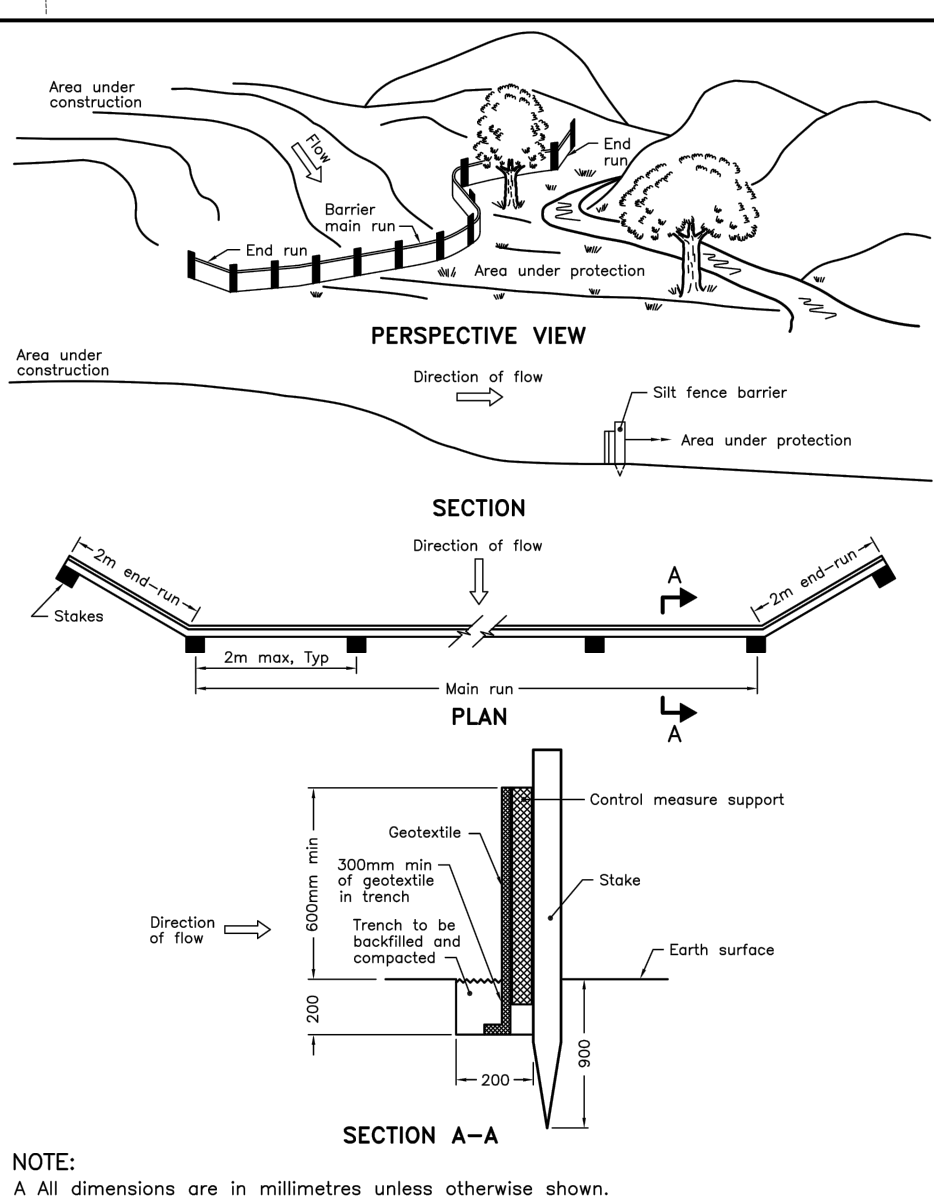 Area under
construction
Flow
End
run
Barrier
main run
End run
Area under protection
PERSPECTIVE VIEW
Area under
construction
Direction of flow
Silt fence barrier
Area under protection
SECTION
Direction of flow
2m end-run
2m end-run
A
Stakes
2m max, Typ
Main run
PLAN
A
Control measure support
Geotextile
600mm min
300mm min
of geotextile
in trench
Stake
Direction
of flow
Trench to be
backfilled and
compacted
Earth surface
200
900
200
SECTION A-A
NOTE:
A All dimensions are in millimetres unless otherwise shown.